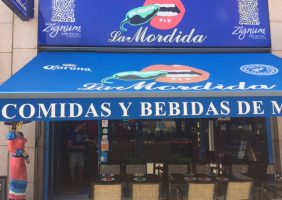 Zignum
La Mordida
Zignum
Corona
La Mordida
COMIDAS Y BEBIDAS DE M